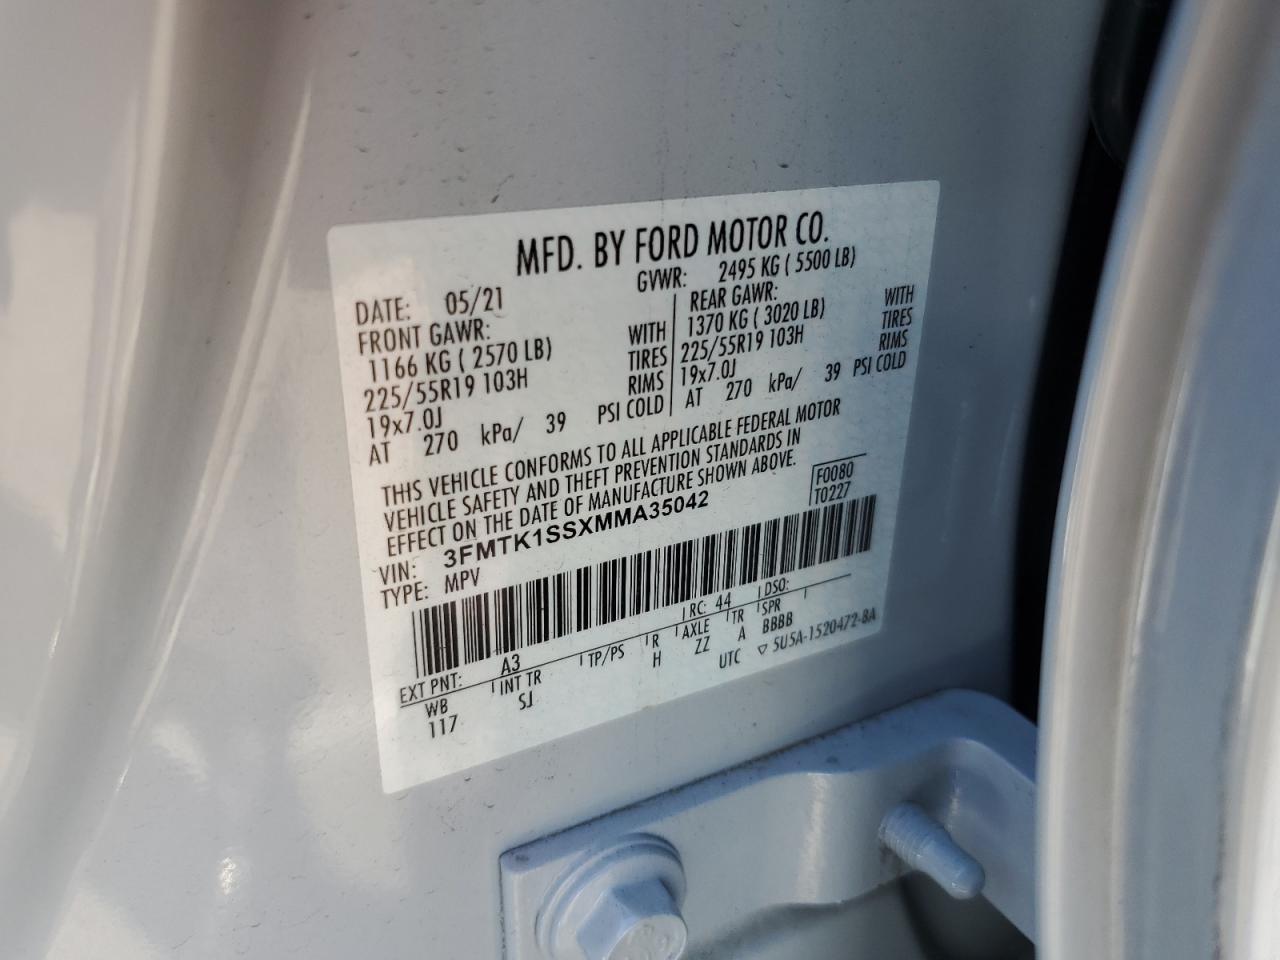 MFD. BY FORD MOTOR CO.
DATE: 05/21 GVWR: 2495 KG ( 5500 LB)
FRONT GAWR:
1166 KG ( 2570 LB) WITH
225/55R19 103H TIRES
19x7.0J RIMS
AT 270 kPa/ 39 PSI COLD
REAR GAWR:
1370 KG ( 3020 LB) WITH
225/55R19 103H TIRES
19x7.0J RIMS
AT 270 kPa/ 39 PSI COLD
THIS VEHICLE CONFORMS TO ALL APPLICABLE FEDERAL MOTOR
VEHICLE SAFETY AND THEFT PREVENTION STANDARDS IN
EFFECT ON THE DATE OF MANUFACTURE SHOWN ABOVE.
F0080
T0227
VIN: 3FMTK1SSXMMA35042
TYPE: MPV
EXT PNT: A3 RC: 44 DSO:
WB INT TR TP/PS R AXLE TR SPR
117 SJ H ZZ A BBBB
UTC ▽ 5U5A-1520472-BA